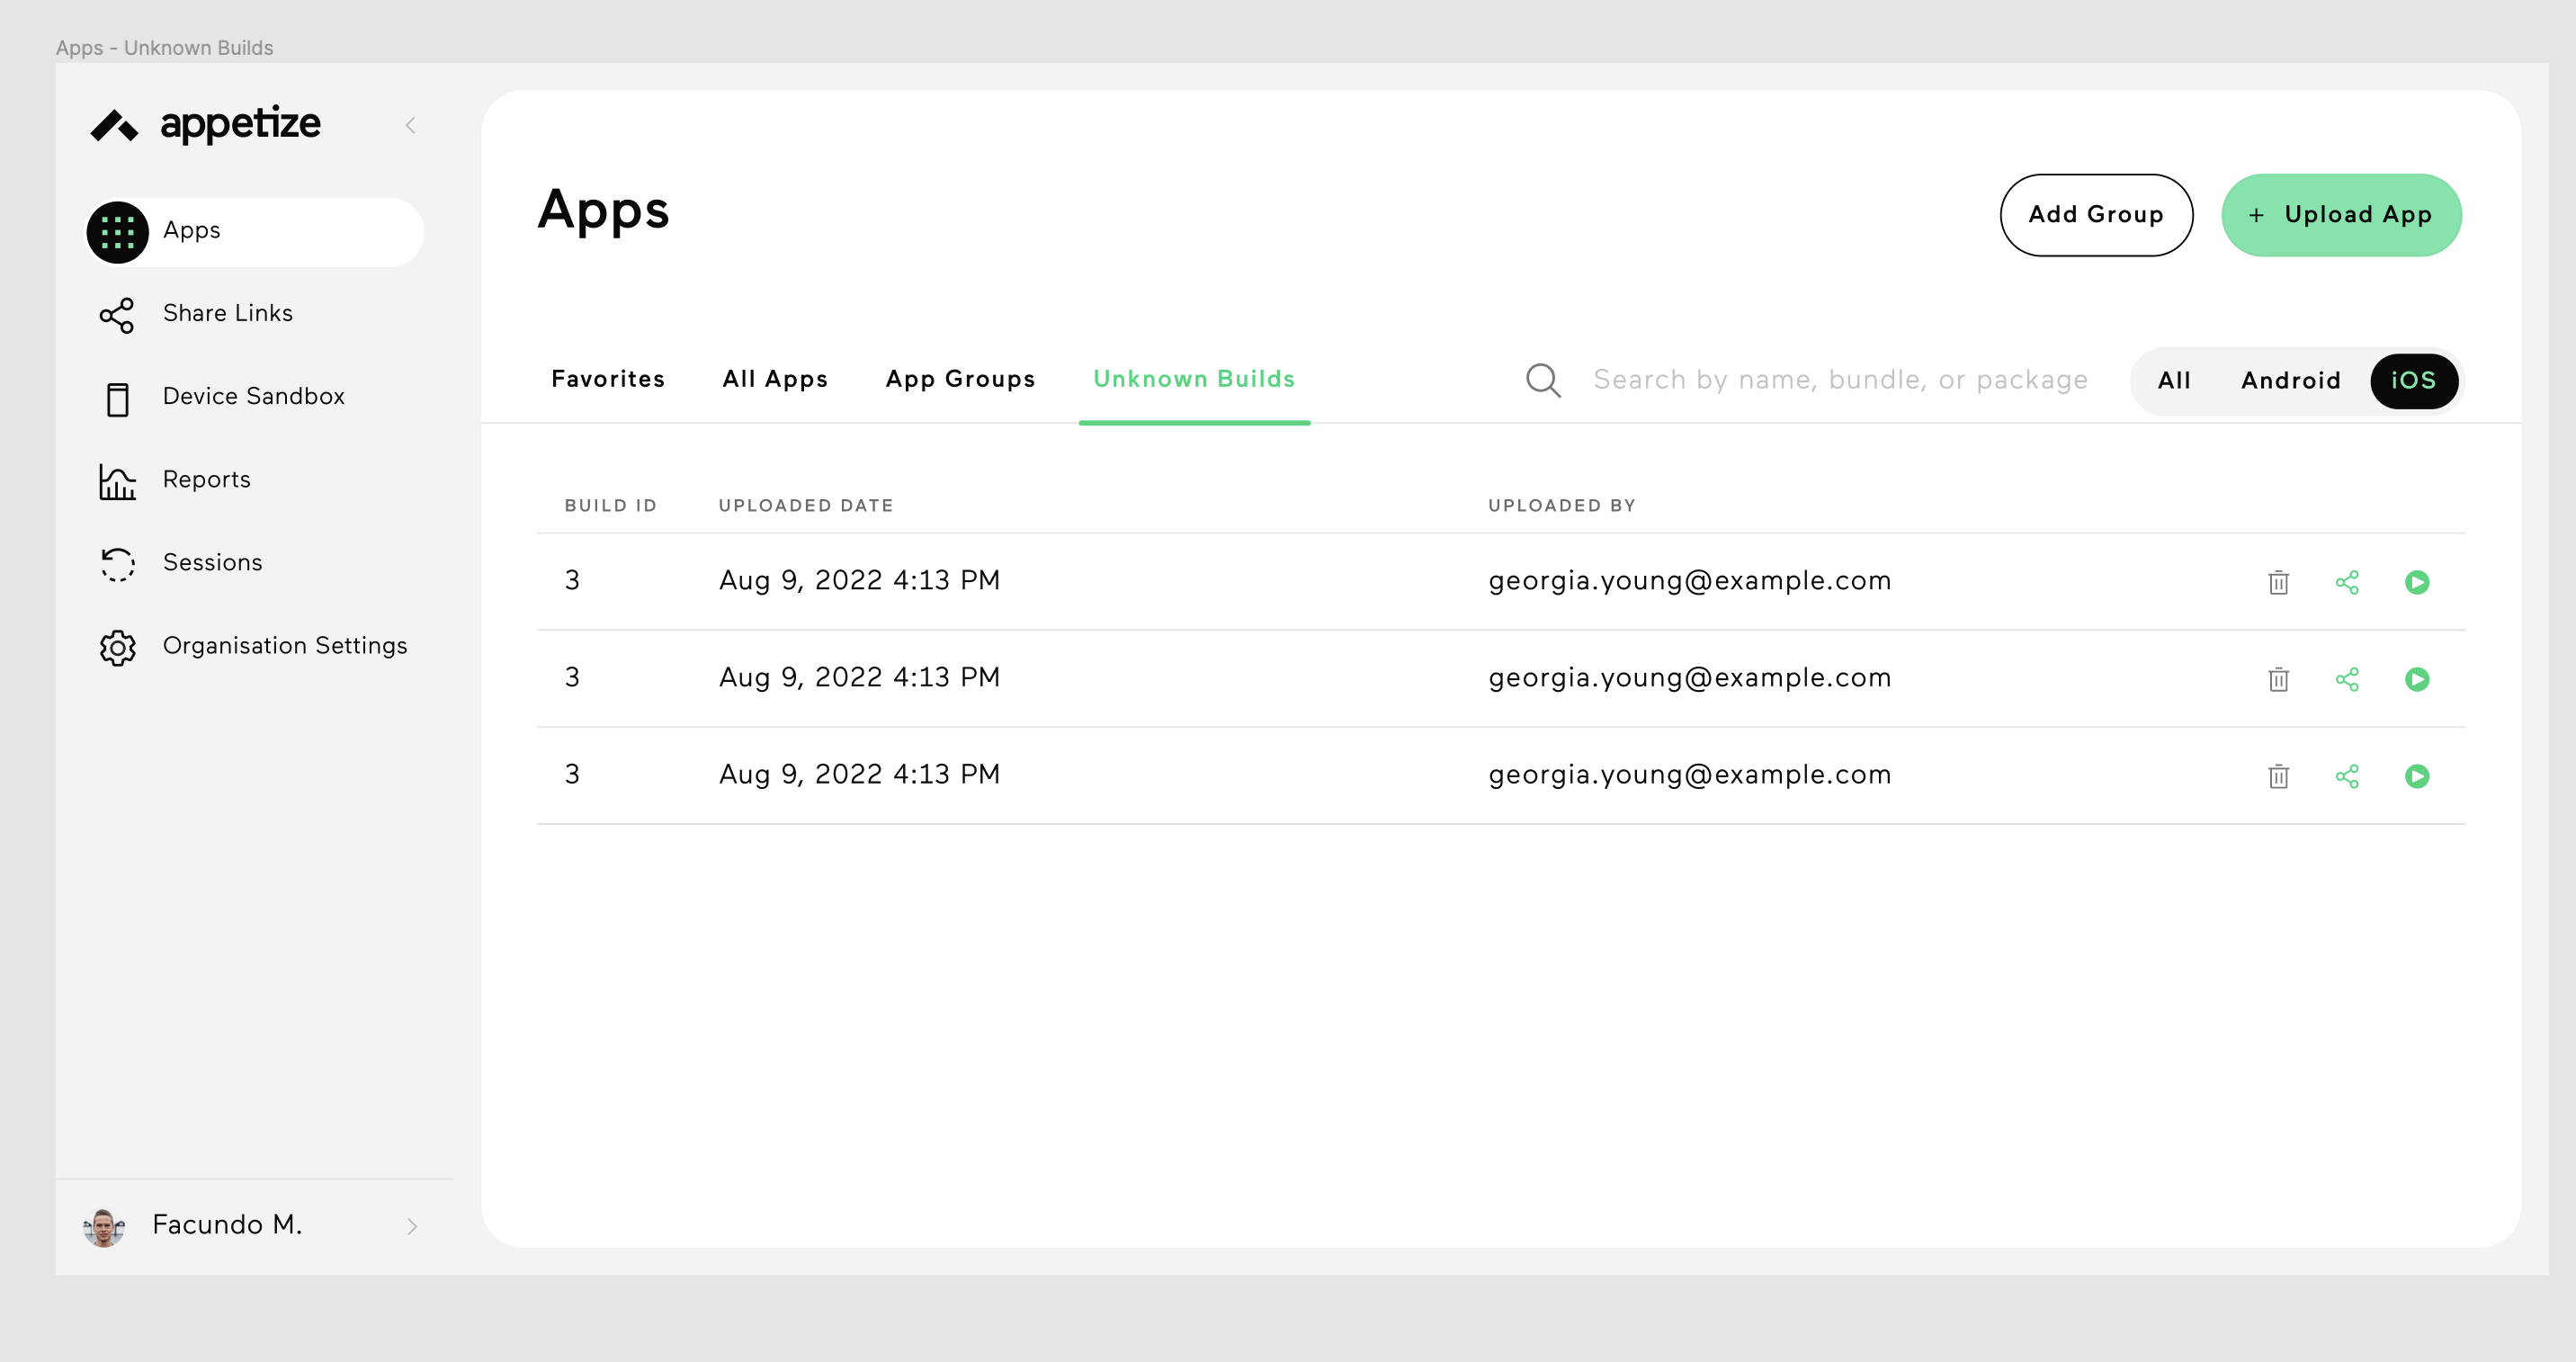 Apps - Unknown Builds
appetize
Apps
Share Links
Device Sandbox
Reports
Sessions
Organisation Settings
Facundo M.
Apps
Add Group
+ Upload App
Favorites All Apps App Groups Unknown Builds Search by name, bundle, or package All Android iOS
BUILD ID UPLOADED DATE UPLOADED BY
3 Aug 9, 2022 4:13 PM georgia.young@example.com
3 Aug 9, 2022 4:13 PM georgia.young@example.com
3 Aug 9, 2022 4:13 PM georgia.young@example.com